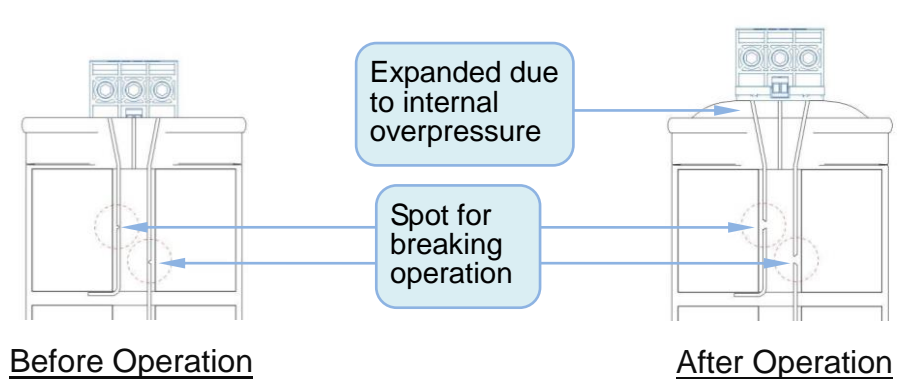 Expanded due
to internal
overpressure
Spot for
breaking
operation
Before Operation
After Operation